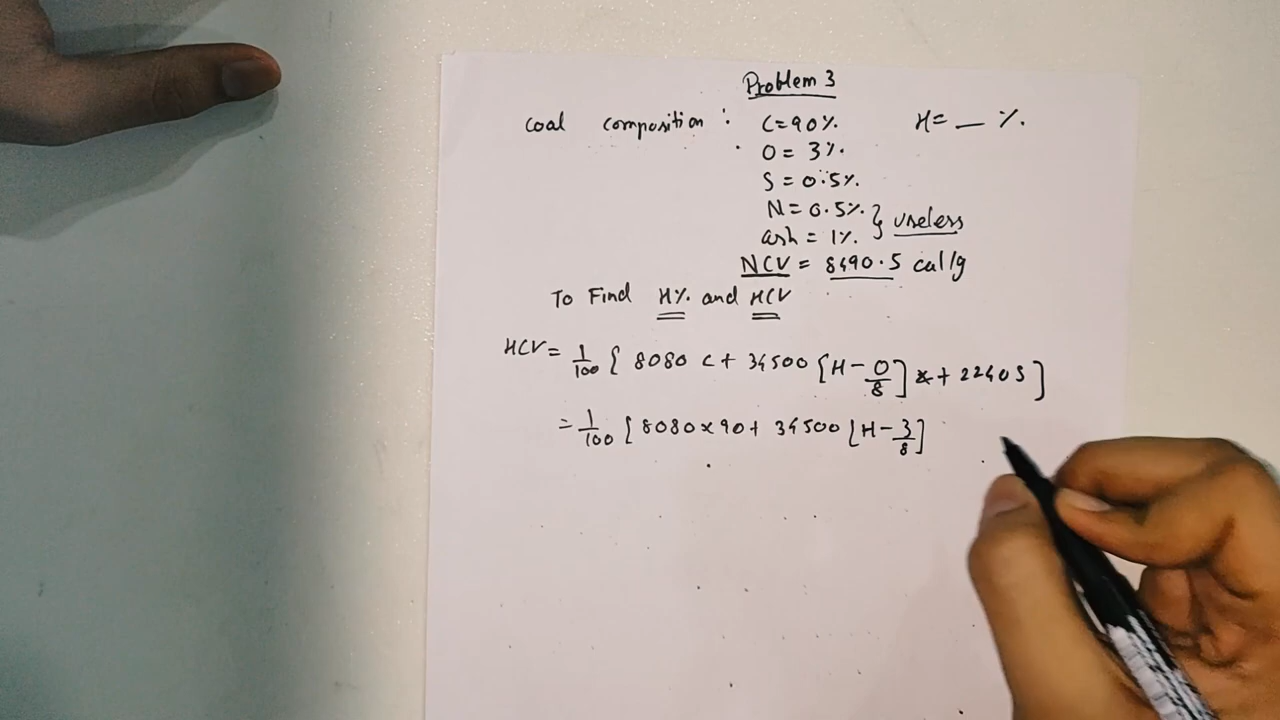 Problem 3
coal composition : C=90%. H= __ %.
O = 3%.
S = 0.5%.
N = 0.5%. } useless
ash = 1%.
NCV = 8490.5 cal/g
To Find H%. and HCV
HCV = 1/100 [ 8080 C + 34500 [H - O/8] + 2240 S ]
= 1/100 [ 8080 × 90 + 34500 [H - 3/8]